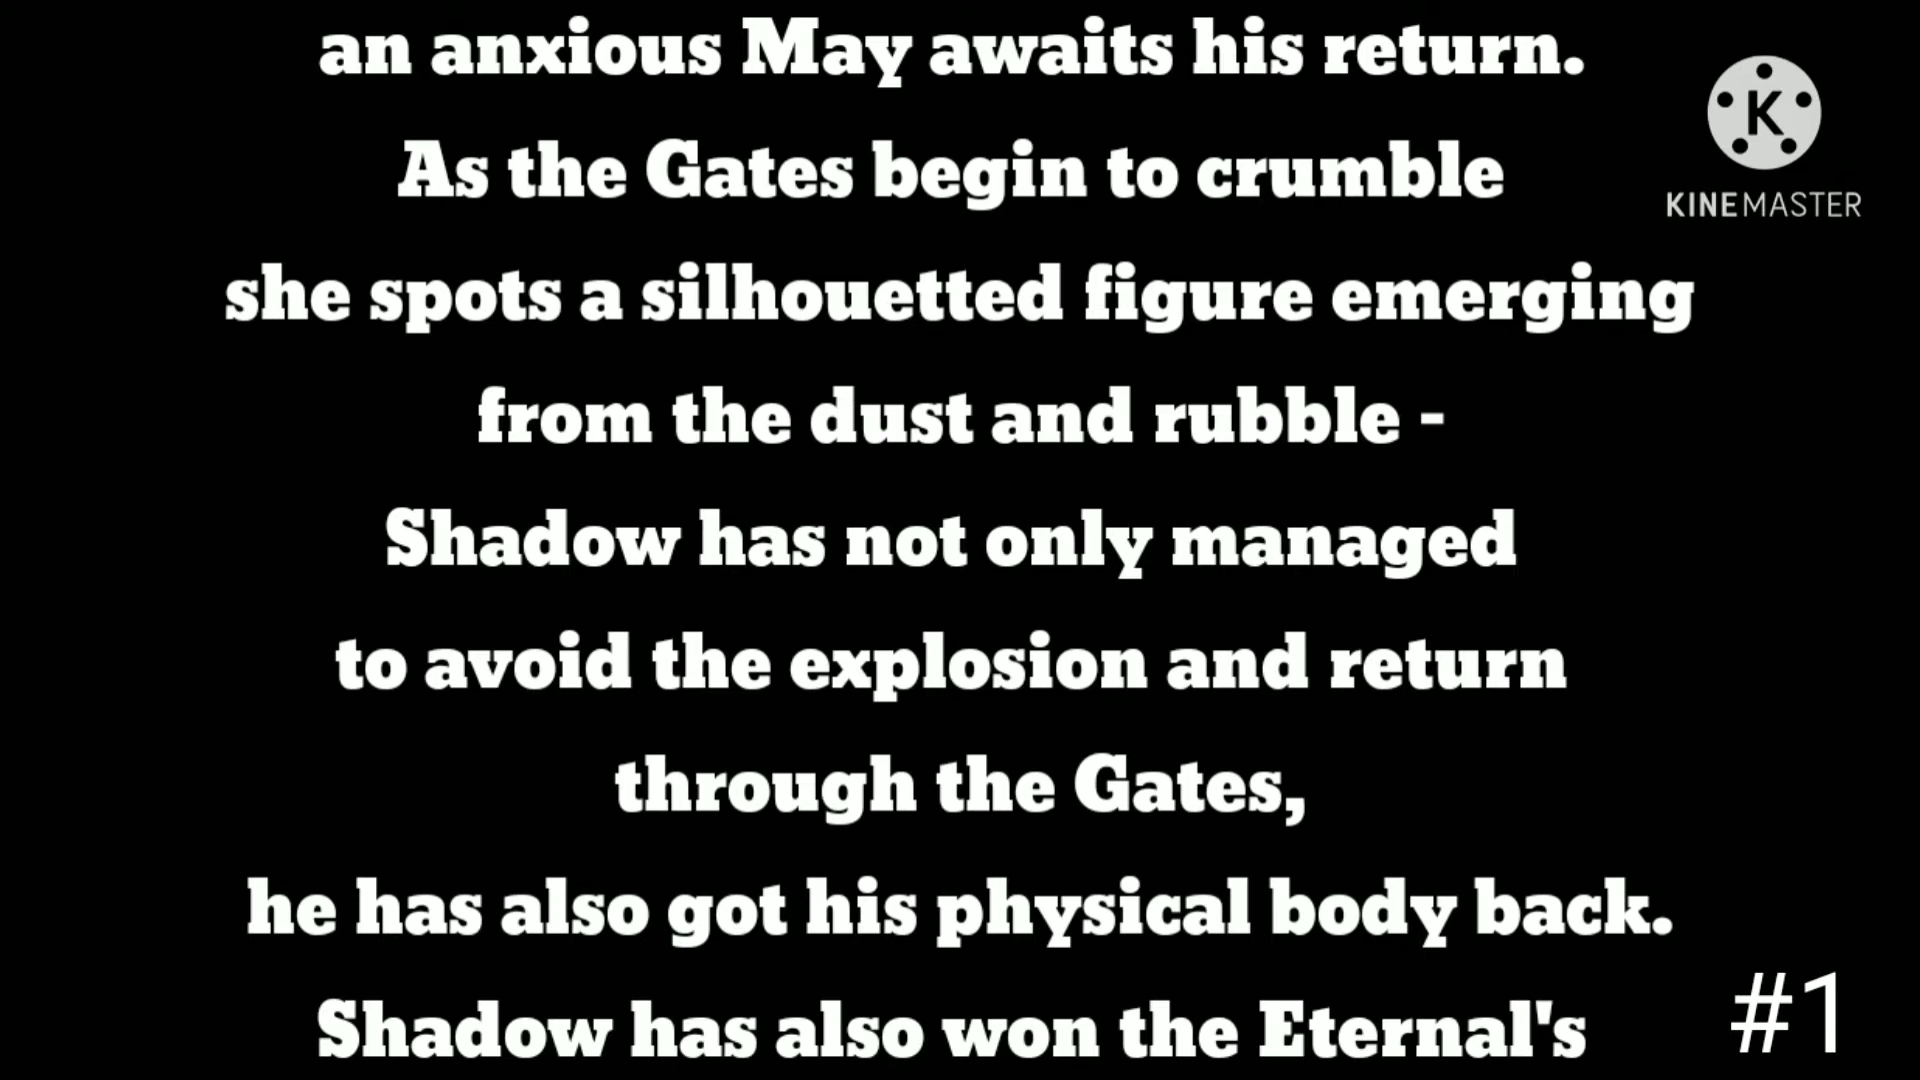 an anxious May awaits his return.
As the Gates begin to crumble
she spots a silhouetted figure emerging
from the dust and rubble -
Shadow has not only managed
to avoid the explosion and return
through the Gates,
he has also got his physical body back.
Shadow has also won the Eternal's
K
KINEMASTER
#1